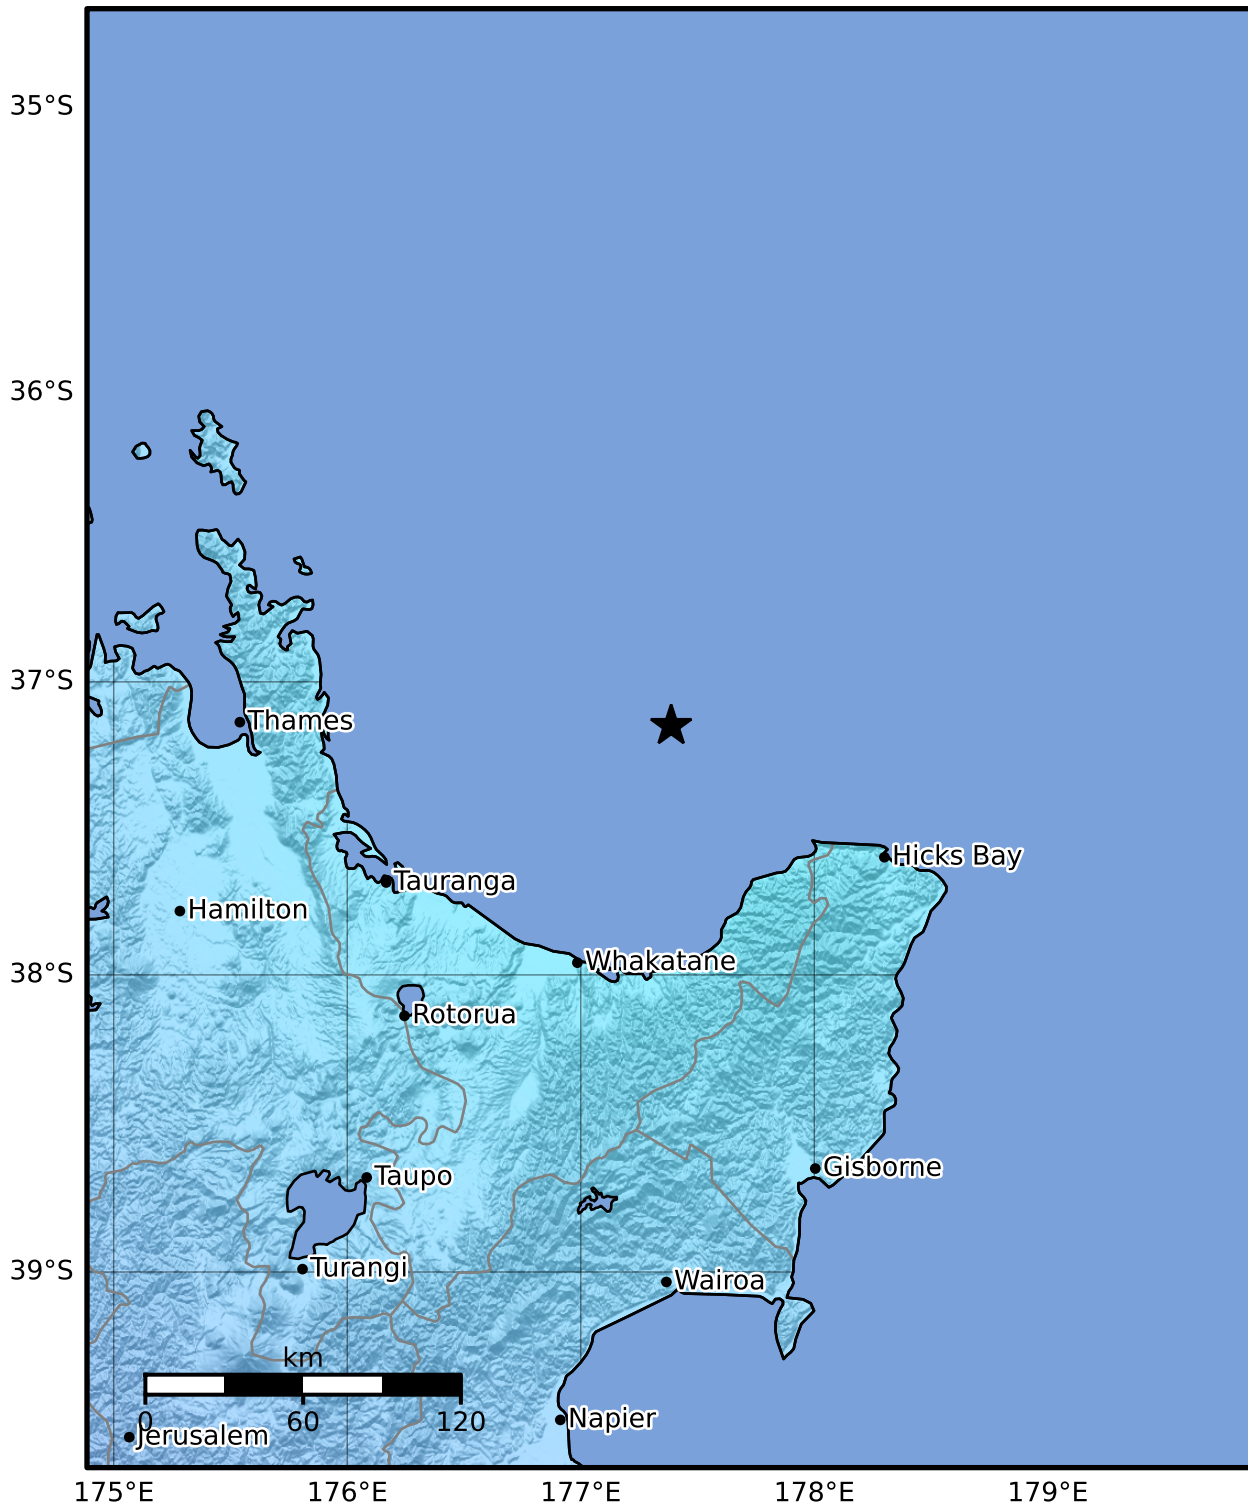 35°S
36°S
37°S
Thames
Hicks Bay
Tauranga
Hamilton
Whakatane
38°S
Rotorua
Gisborne
Taupo
39°S
Turangi
Wairoa
km
0 60 120
Napier
Jerusalem
175°E 176°E 177°E 178°E 179°E